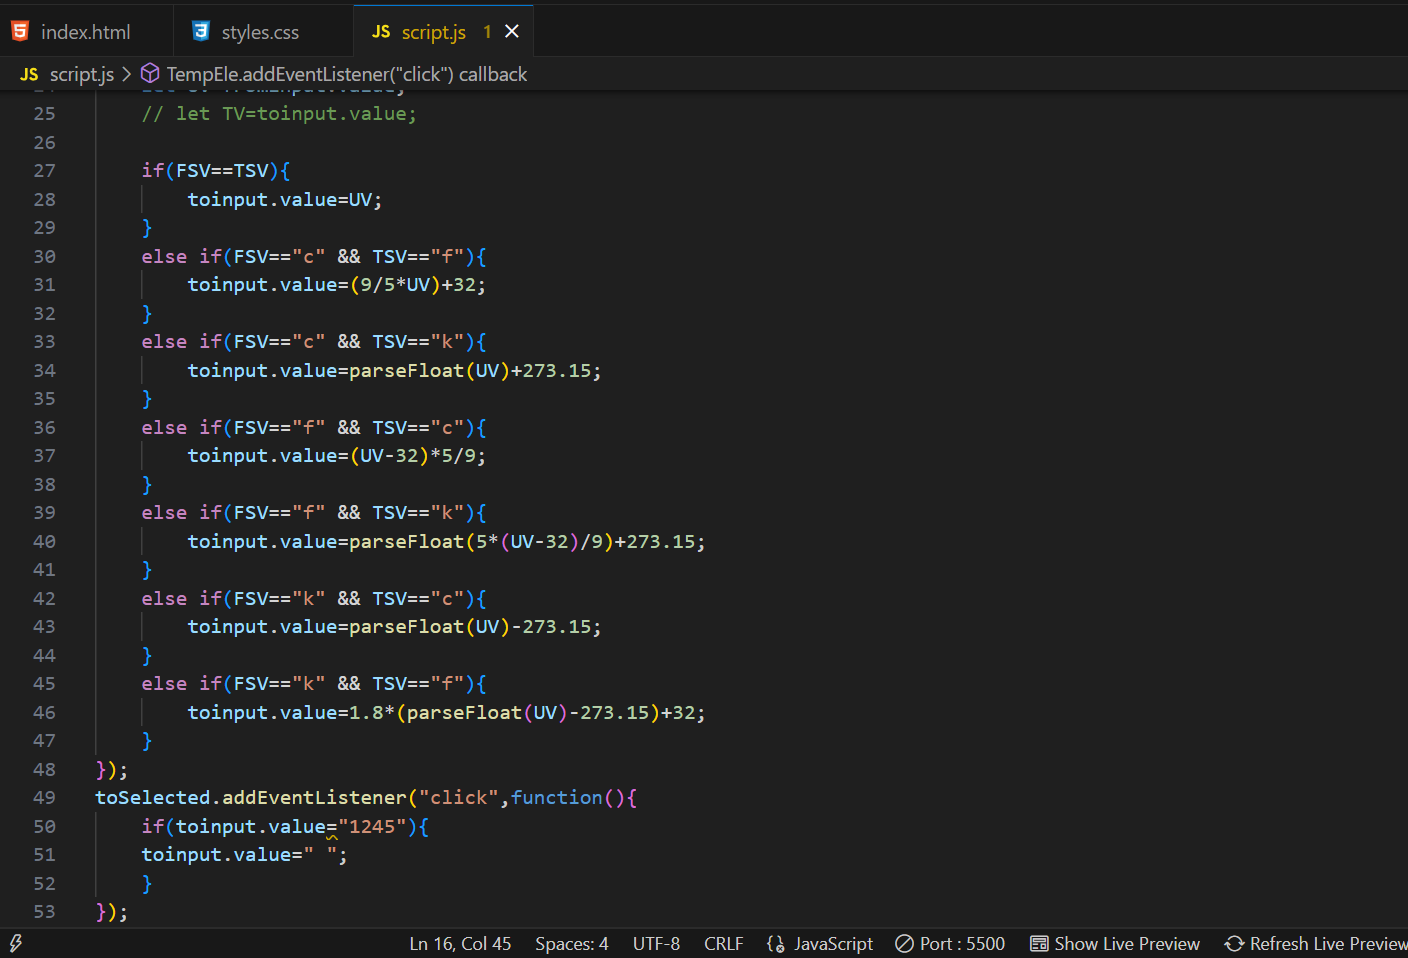 index.html
styles.css
JS script.js 1
JS script.js > TempEle.addEventListener("click") callback
25 // let TV=toinput.value;
26
27 if(FSV==TSV){
28 toinput.value=UV;
29 }
30 else if(FSV=="c" && TSV=="f"){
31 toinput.value=(9/5*UV)+32;
32 }
33 else if(FSV=="c" && TSV=="k"){
34 toinput.value=parseFloat(UV)+273.15;
35 }
36 else if(FSV=="f" && TSV=="c"){
37 toinput.value=(UV-32)*5/9;
38 }
39 else if(FSV=="f" && TSV=="k"){
40 toinput.value=parseFloat(5*(UV-32)/9)+273.15;
41 }
42 else if(FSV=="k" && TSV=="c"){
43 toinput.value=parseFloat(UV)-273.15;
44 }
45 else if(FSV=="k" && TSV=="f"){
46 toinput.value=1.8*(parseFloat(UV)-273.15)+32;
47 }
48 });
49 toSelected.addEventListener("click",function(){
50 if(toinput.value="1245"){
51 toinput.value=" ";
52 }
53 });
Ln 16, Col 45 Spaces: 4 UTF-8 CRLF JavaScript Port : 5500 Show Live Preview Refresh Live Preview